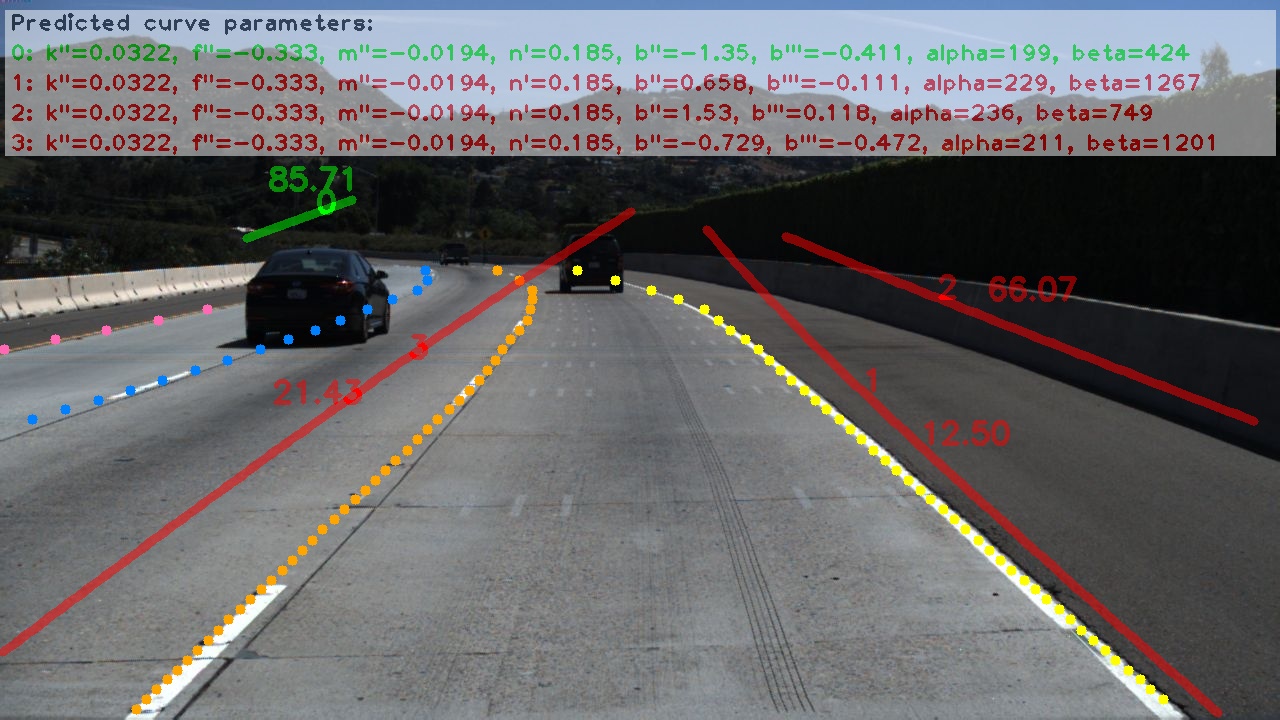 Predicted curve parameters:
0: k''=0.0322, f''=−0.333, m''=−0.0194, n'=0.185, b''=−1.35, b'''=−0.411, alpha=199, beta=424
1: k''=0.0322, f''=−0.333, m''=−0.0194, n'=0.185, b''=0.658, b'''=−0.111, alpha=229, beta=1267
2: k''=0.0322, f''=−0.333, m''=−0.0194, n'=0.185, b''=1.53, b'''=0.118, alpha=236, beta=749
3: k''=0.0322, f''=−0.333, m''=−0.0194, n'=0.185, b''=−0.729, b'''=−0.472, alpha=211, beta=1201
85.71
0
2 66.07
3
1
21.43
12.50